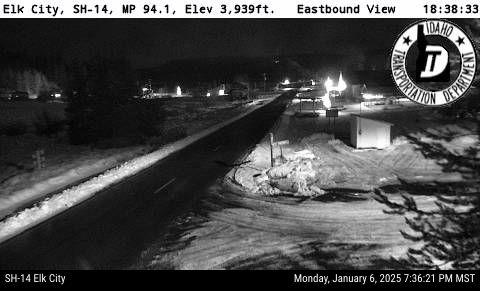 Elk City, SH-14, MP 94.1, Elev 3,939ft. Eastbound View 18:38:33
IDAHO
TRANSPORTATION DEPARTMENT
SH-14 Elk City Monday, January 6, 2025 7:36:21 PM MST